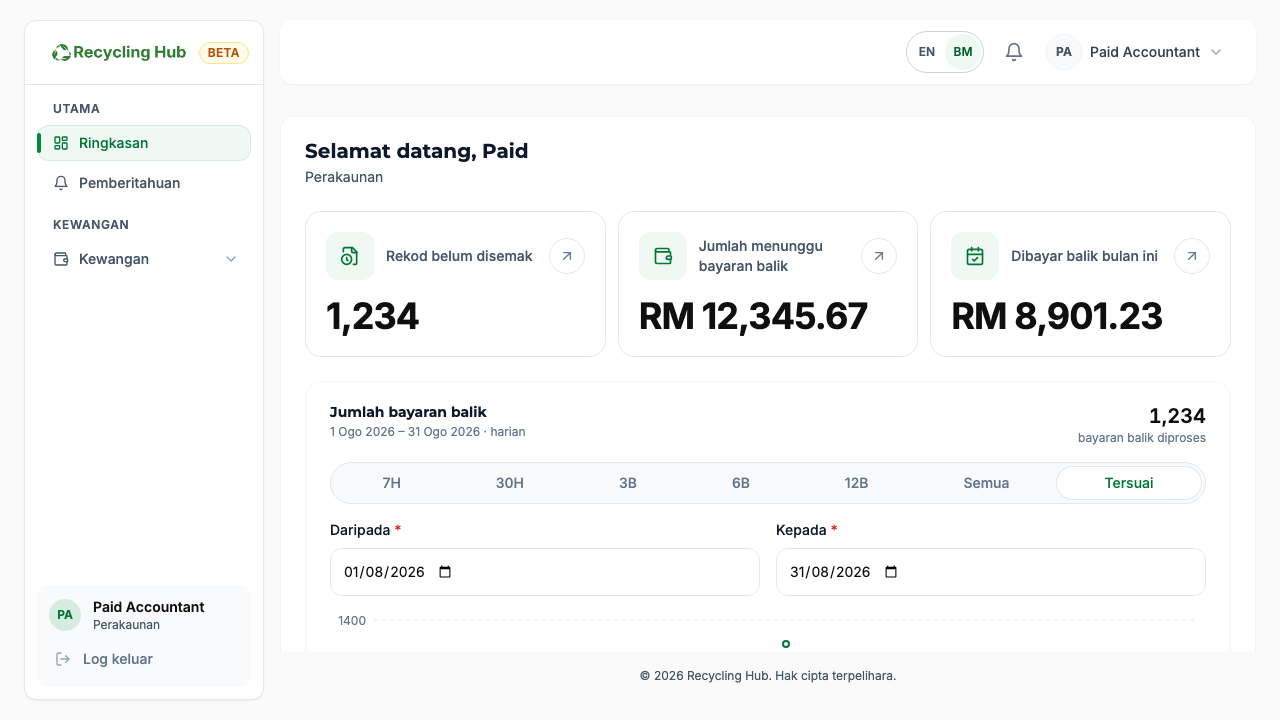 Recycling Hub
BETA
EN
BM
PA
Paid Accountant
UTAMA
Ringkasan
Pemberitahuan
KEWANGAN
Kewangan
Selamat datang, Paid
Perakaunan
Rekod belum disemak
1,234
Jumlah menunggu
bayaran balik
RM 12,345.67
Dibayar balik bulan ini
RM 8,901.23
Jumlah bayaran balik
1 Ogo 2026 – 31 Ogo 2026 · harian
1,234
bayaran balik diproses
7H
30H
3B
6B
12B
Semua
Tersuai
Daripada *
01/08/2026
Kepada *
31/08/2026
1400
PA
Paid Accountant
Perakaunan
Log keluar
© 2026 Recycling Hub. Hak cipta terpelihara.